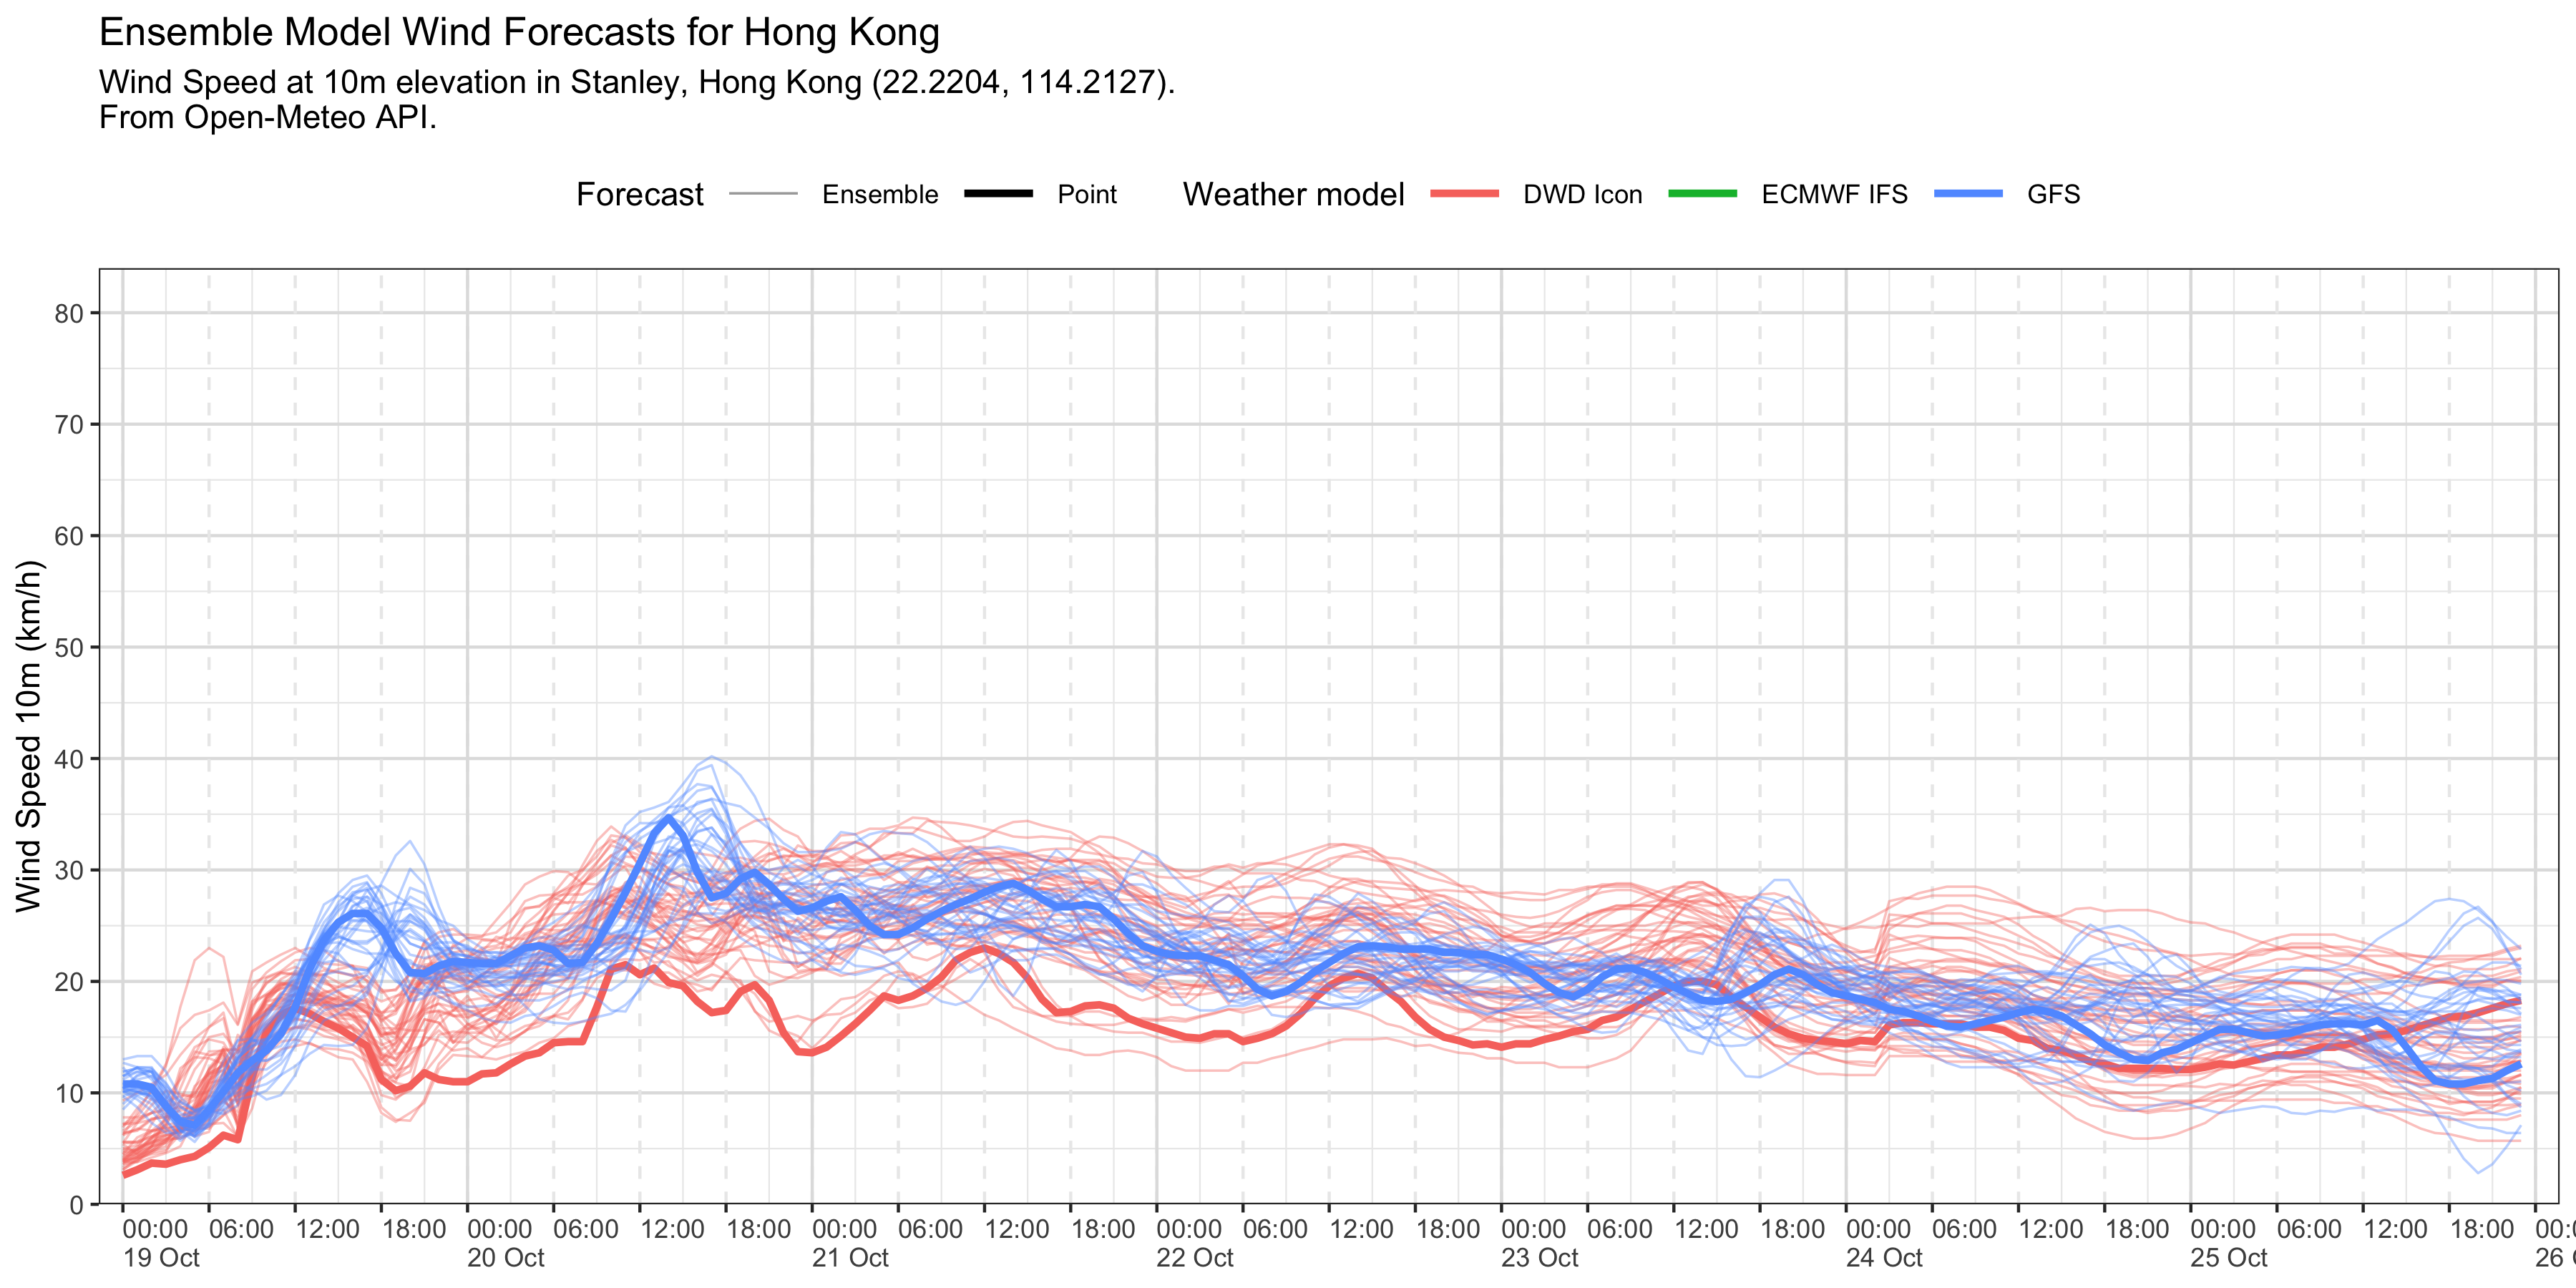 Ensemble Model Wind Forecasts for Hong Kong
Wind Speed at 10m elevation in Stanley, Hong Kong (22.2204, 114.2127).
From Open-Meteo API.
Forecast Ensemble Point Weather model DWD Icon ECMWF IFS GFS
Wind Speed 10m (km/h)
80
70
60
50
40
30
20
10
0
00:00 06:00 12:00 18:00 00:00 06:00 12:00 18:00 00:00 06:00 12:00 18:00 00:00 06:00 12:00 18:00 00:00 06:00 12:00 18:00 00:00 06:00 12:00 18:00 00:00 06:00 12:00 18:00
19 Oct 20 Oct 21 Oct 22 Oct 23 Oct 24 Oct 25 Oct 26